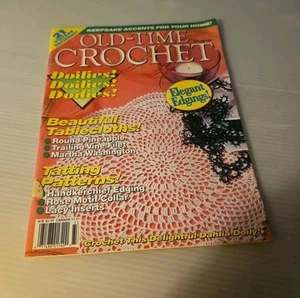 KEEPSAKE ACCENTS FOR YOUR HOME!
OLD-TIME
CROCHET
Doilies!
Doilies!
Doilies!
Elegant
Edgings!
Beautiful
Tablecloths!
Round Pineapple
Trailing Vine Filet
Martha Washington
Tatting
Patterns!
Handkerchief Edging
Rose Motif Collar
Lacy Inserts
Crochet This Delightful Dahlia Doily!